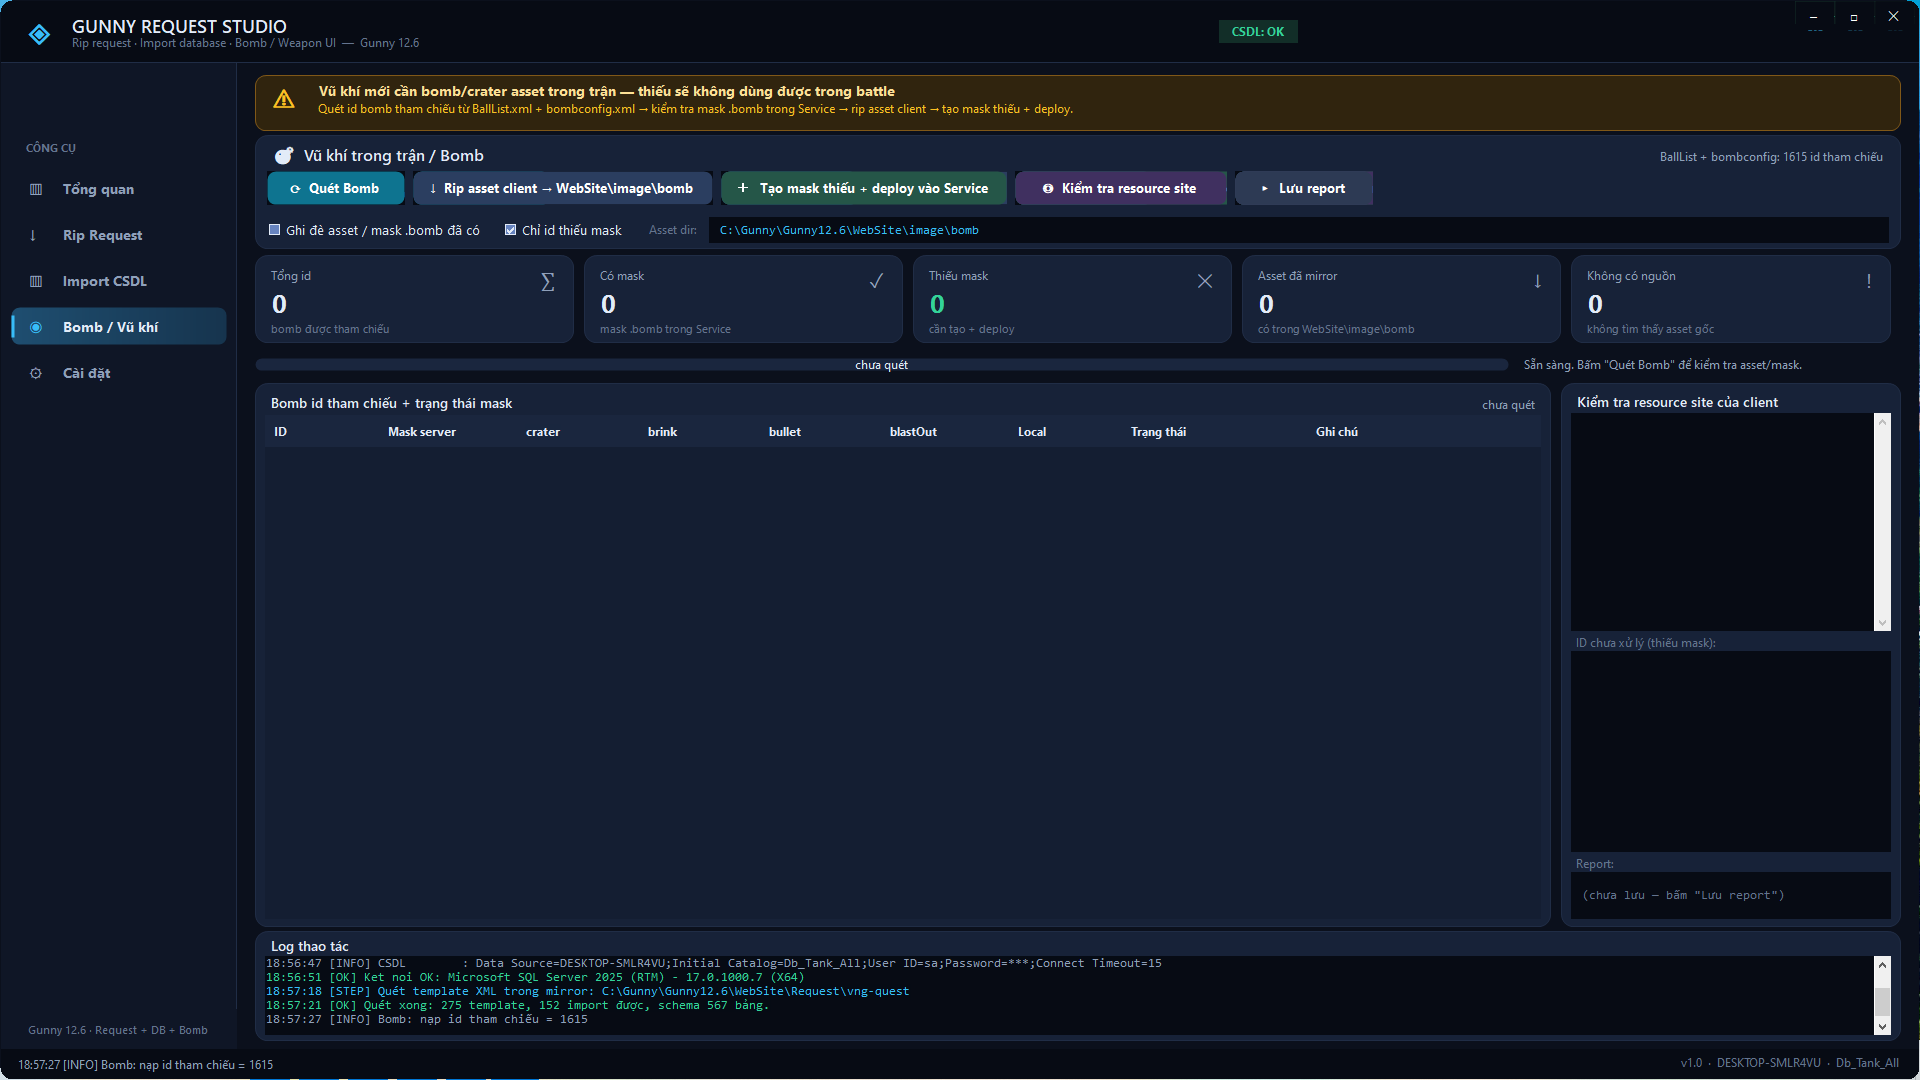 GUNNY REQUEST STUDIO
Rip request · Import database · Bomb / Weapon UI — Gunny 12.6
CSDL: OK
CÔNG CỤ
Tổng quan
Rip Request
Import CSDL
Bomb / Vũ khí
Cài đặt
Gunny 12.6 · Request + DB + Bomb
Vũ khí mới cần bomb/crater asset trong trận — thiếu sẽ không dùng được trong battle
Quét id bomb tham chiếu từ BallList.xml + bombconfig.xml → kiểm tra mask .bomb trong Service → rip asset client → tạo mask thiếu + deploy.
Vũ khí trong trận / Bomb
BallList + bombconfig: 1615 id tham chiếu
⟳ Quét Bomb
↓ Rip asset client → WebSite\image\bomb
+ Tạo mask thiếu + deploy vào Service
Kiểm tra resource site
▸ Lưu report
Ghi đè asset / mask .bomb đã có
Chỉ id thiếu mask
Asset dir:
C:\Gunny\Gunny12.6\WebSite\image\bomb
Tổng id
∑
0
bomb được tham chiếu
Có mask
✓
0
mask .bomb trong Service
Thiếu mask
✕
0
cần tạo + deploy
Asset đã mirror
↓
0
có trong WebSite\image\bomb
Không có nguồn
!
0
không tìm thấy asset gốc
chưa quét
Sẵn sàng. Bấm "Quét Bomb" để kiểm tra asset/mask.
Bomb id tham chiếu + trạng thái mask
chưa quét
ID Mask server crater brink bullet blastOut Local Trạng thái Ghi chú
Kiểm tra resource site của client
ID chưa xử lý (thiếu mask):
Report:
(chưa lưu — bấm "Lưu report")
Log thao tác
18:56:47 [INFO] CSDL : Data Source=DESKTOP-SMLR4VU;Initial Catalog=Db_Tank_All;User ID=sa;Password=***;Connect Timeout=15
18:56:51 [OK] Ket noi OK: Microsoft SQL Server 2025 (RTM) - 17.0.1000.7 (X64)
18:57:18 [STEP] Quét template XML trong mirror: C:\Gunny\Gunny12.6\WebSite\Request\vng-quest
18:57:21 [OK] Quét xong: 275 template, 152 import được, schema 567 bảng.
18:57:27 [INFO] Bomb: nạp id tham chiếu = 1615
18:57:27 [INFO] Bomb: nạp id tham chiếu = 1615
v1.0 · DESKTOP-SMLR4VU · Db_Tank_All